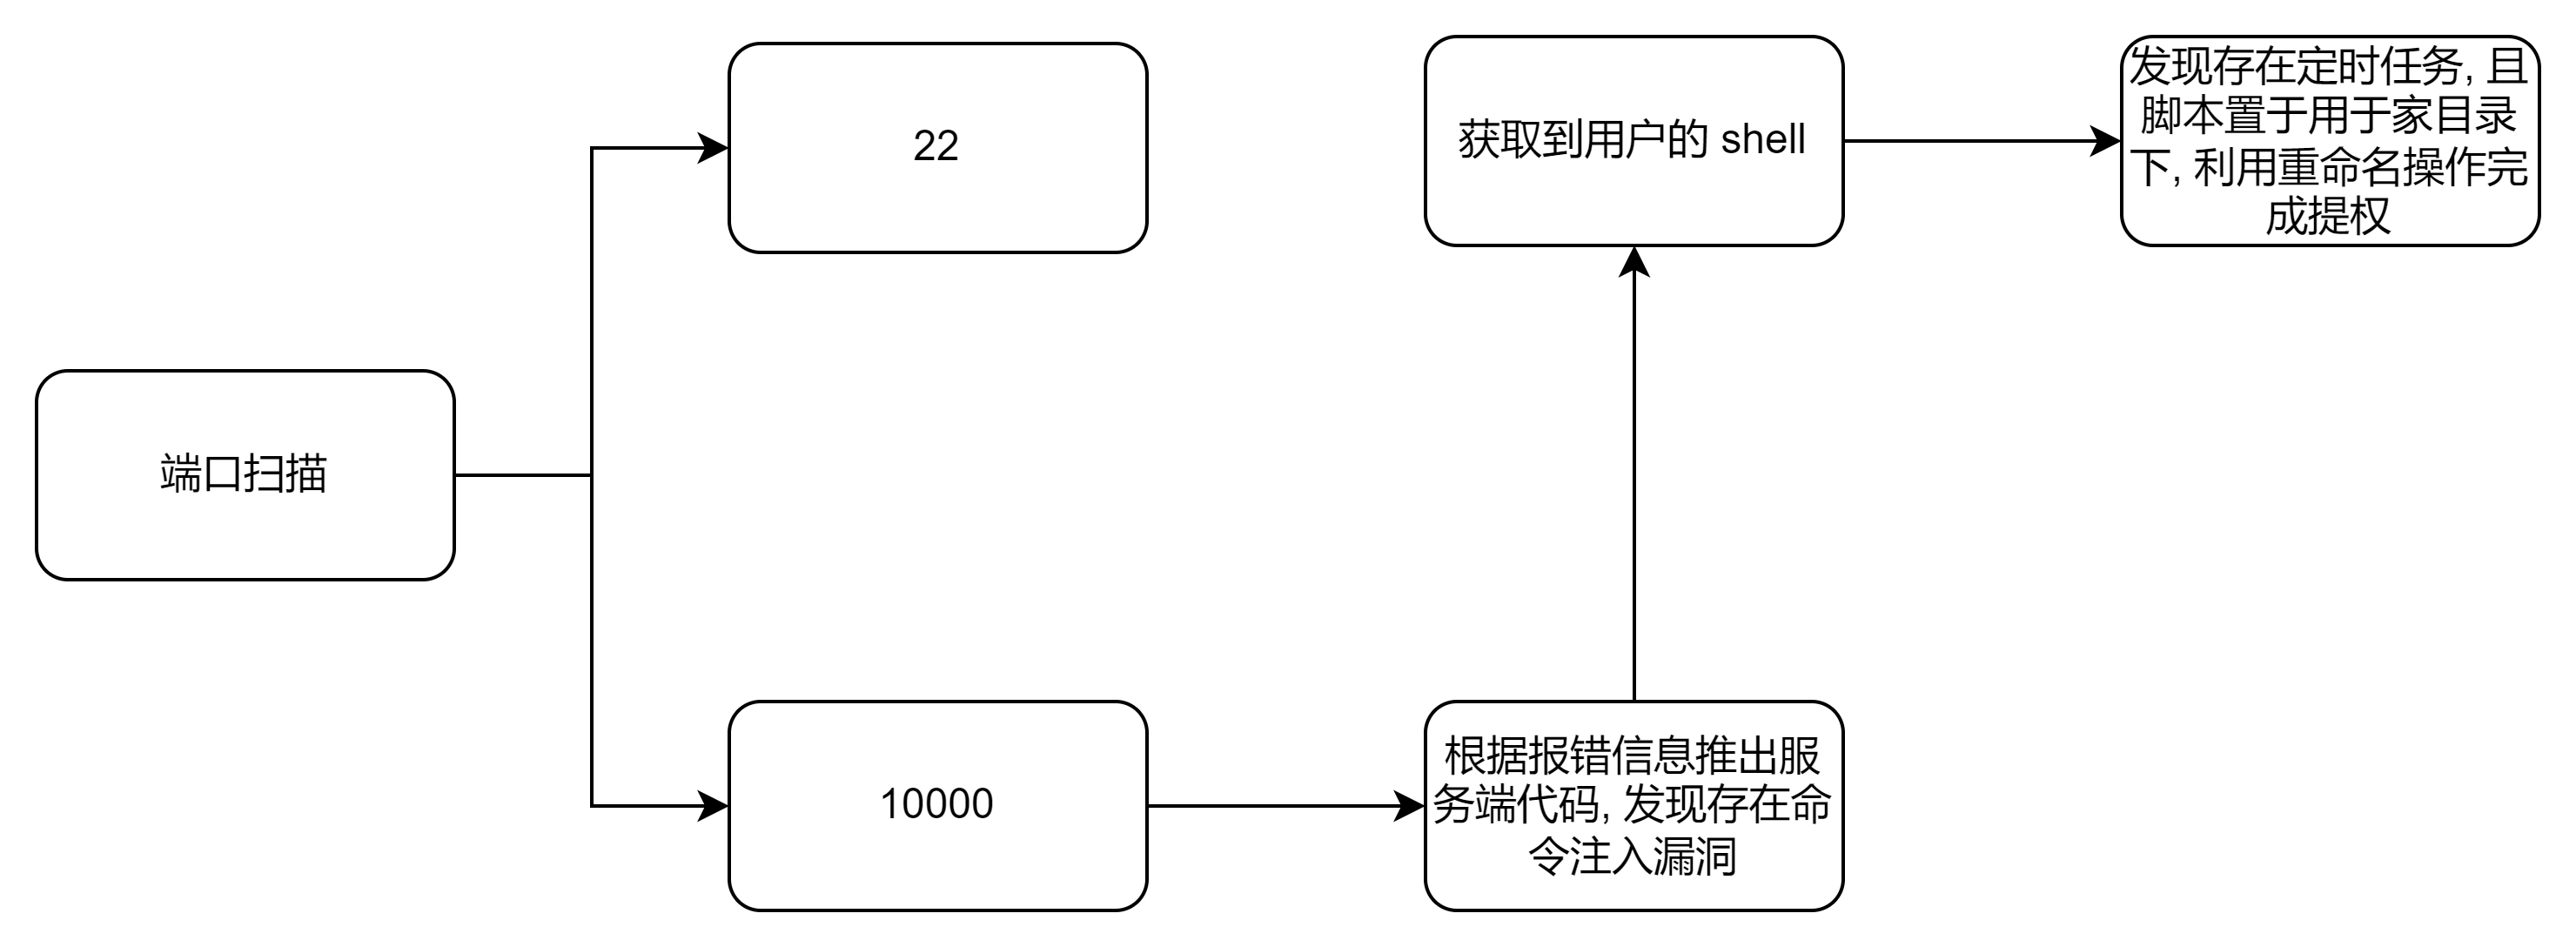 端口扫描
22
10000
根据报错信息推出服
务端代码, 发现存在命
令注入漏洞
获取到用户的 shell
发现存在定时任务, 且
脚本置于用于家目录
下, 利用重命名操作完
成提权